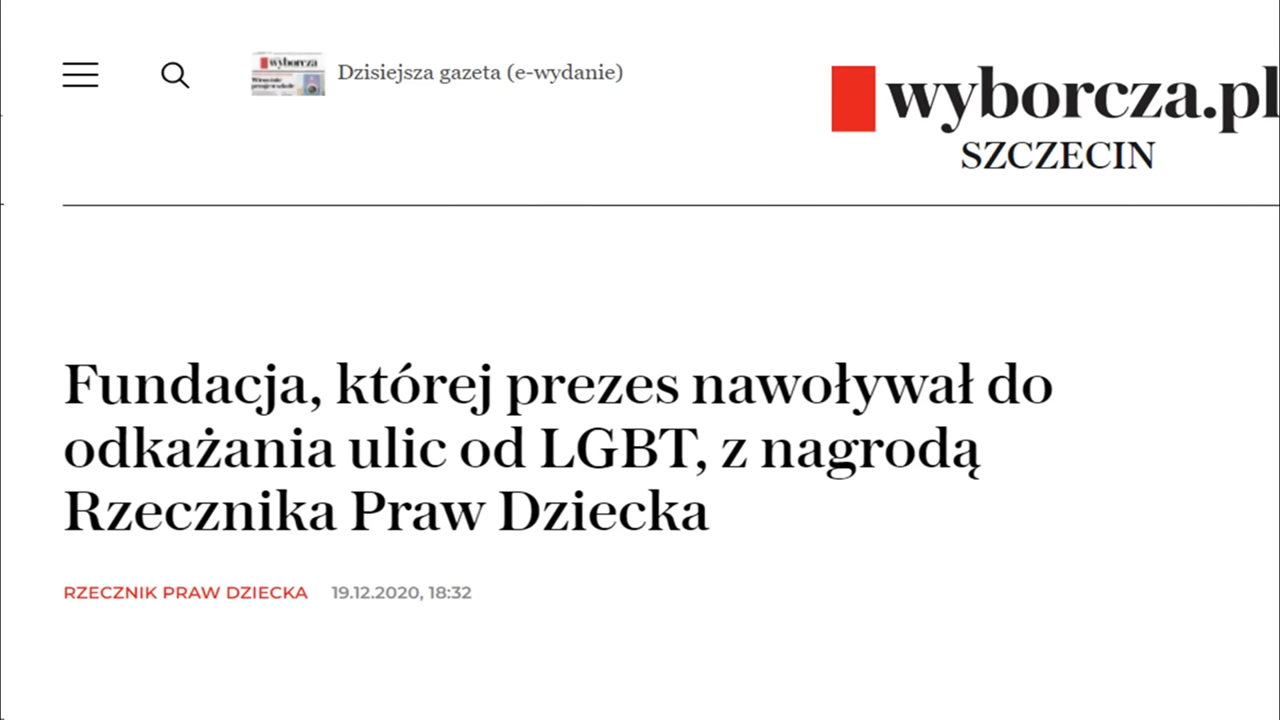 Dzisiejsza gazeta (e-wydanie)
wyborcza.pl
SZCZECIN
Fundacja, której prezes nawoływał do
odkażania ulic od LGBT, z nagrodą
Rzecznika Praw Dziecka
RZECZNIK PRAW DZIECKA 19.12.2020, 18:32